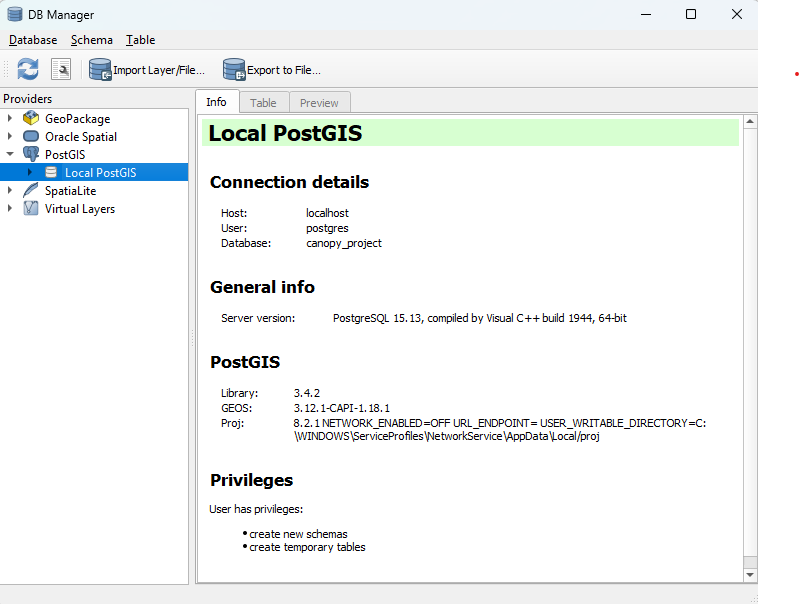 DB Manager
Database Schema Table
Import Layer/File... Export to File...
Providers
GeoPackage
Oracle Spatial
PostGIS
Local PostGIS
SpatiaLite
Virtual Layers
Info Table Preview
Local PostGIS
Connection details
Host: localhost
User: postgres
Database: canopy_project
General info
Server version: PostgreSQL 15.13, compiled by Visual C++ build 1944, 64-bit
PostGIS
Library: 3.4.2
GEOS: 3.12.1-CAPI-1.18.1
Proj: 8.2.1 NETWORK_ENABLED=OFF URL_ENDPOINT= USER_WRITABLE_DIRECTORY=C:
\WINDOWS\ServiceProfiles\NetworkService\AppData\Local/proj
Privileges
User has privileges:
• create new schemas
• create temporary tables